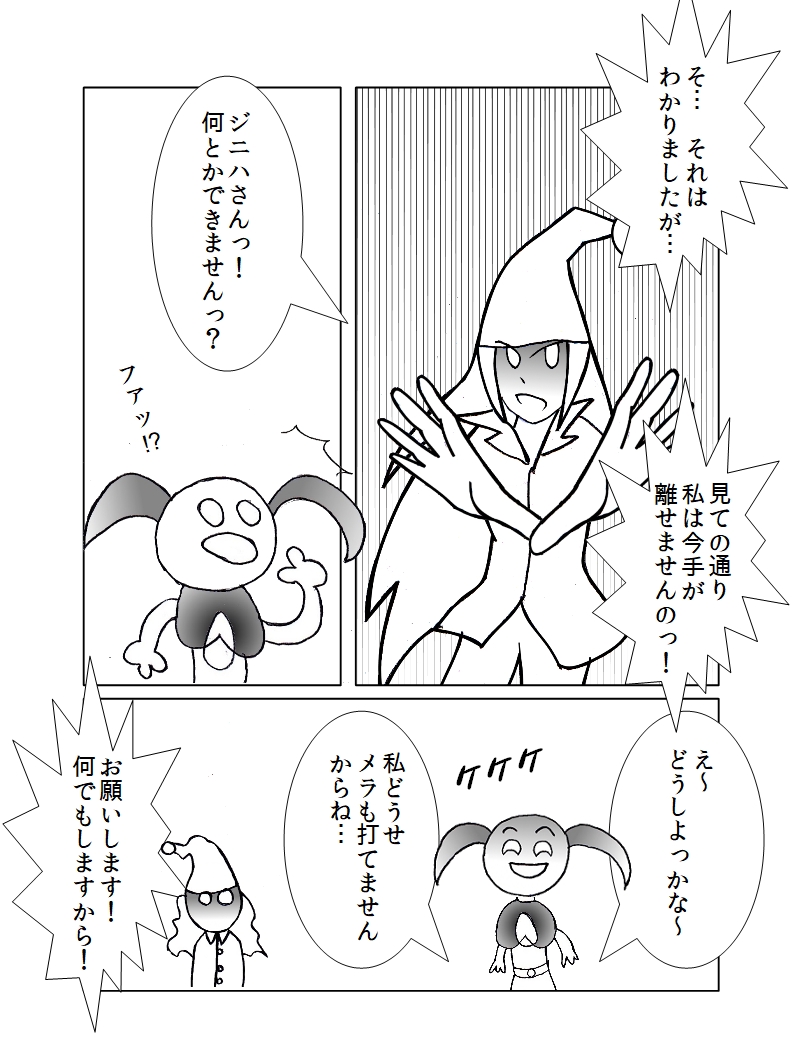 そ…　それは
わかりましたが…
見ての通り
私は今手が
離せませんのっ！
ジニハさんっ！
何とかできませんっ？
ファッ!?
え～
どうしよっかな～
ケケケ
私どうせ
メラも打てません
からね…
お願いします！
何でもしますから！